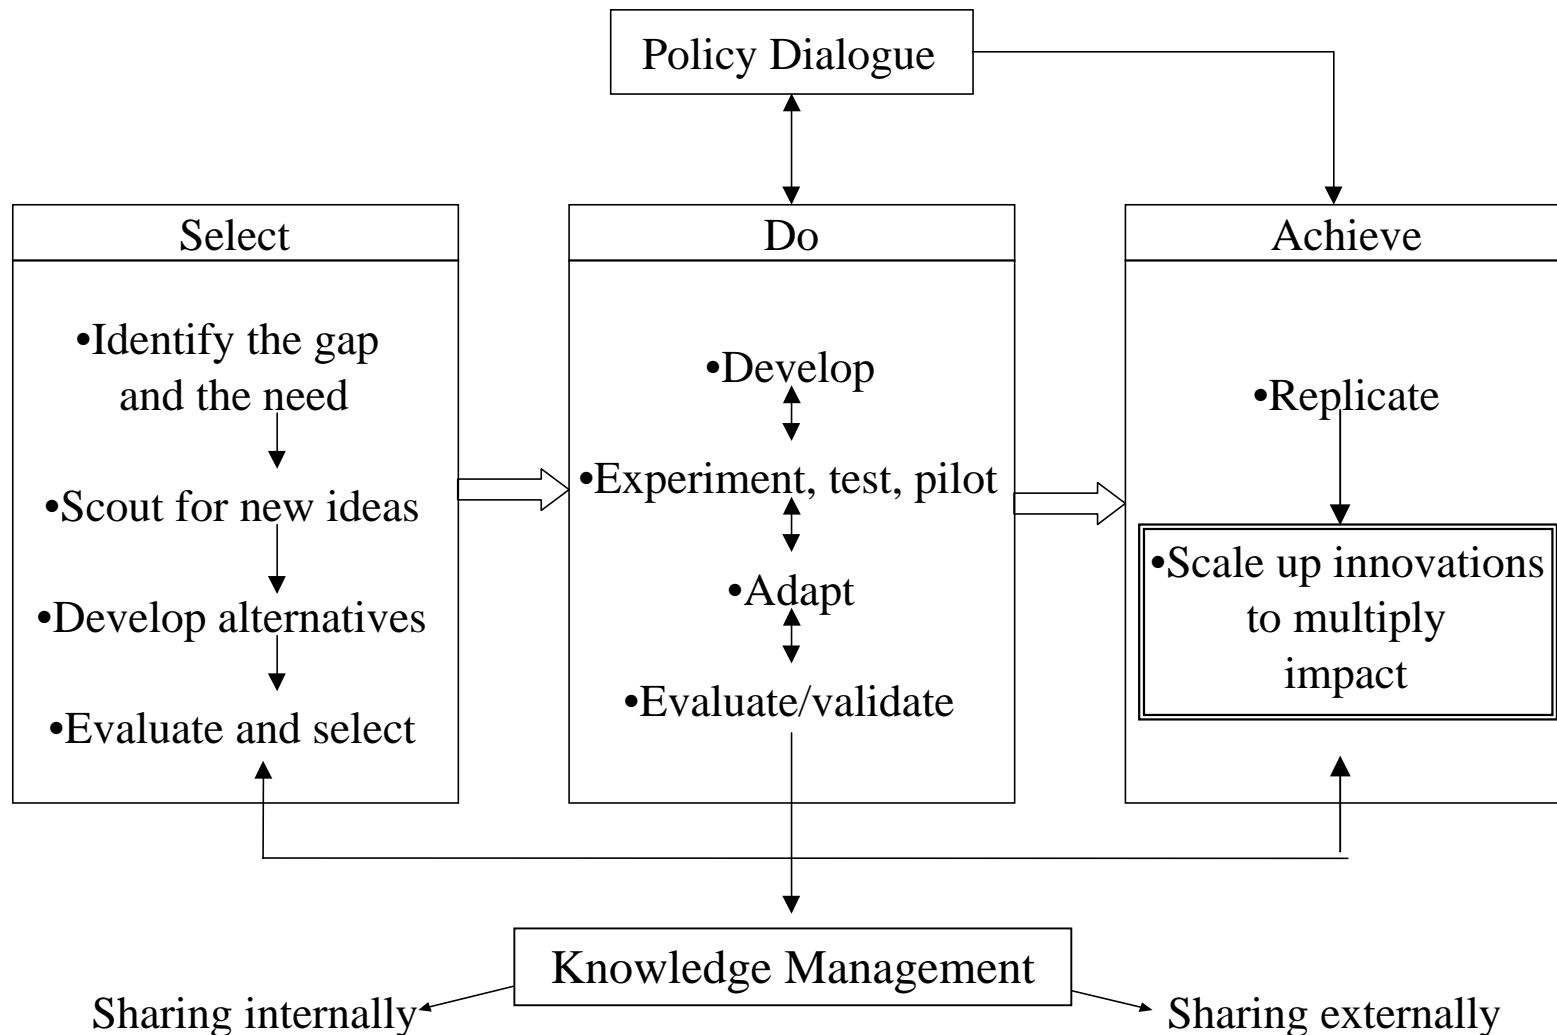 Policy Dialogue
Select
•Identify the gap
and the need
•Scout for new ideas
•Develop alternatives
•Evaluate and select
Do
•Develop
•Experiment, test, pilot
•Adapt
•Evaluate/validate
Achieve
•Replicate
•Scale up innovations
to multiply
impact
Knowledge Management
Sharing internally
Sharing externally